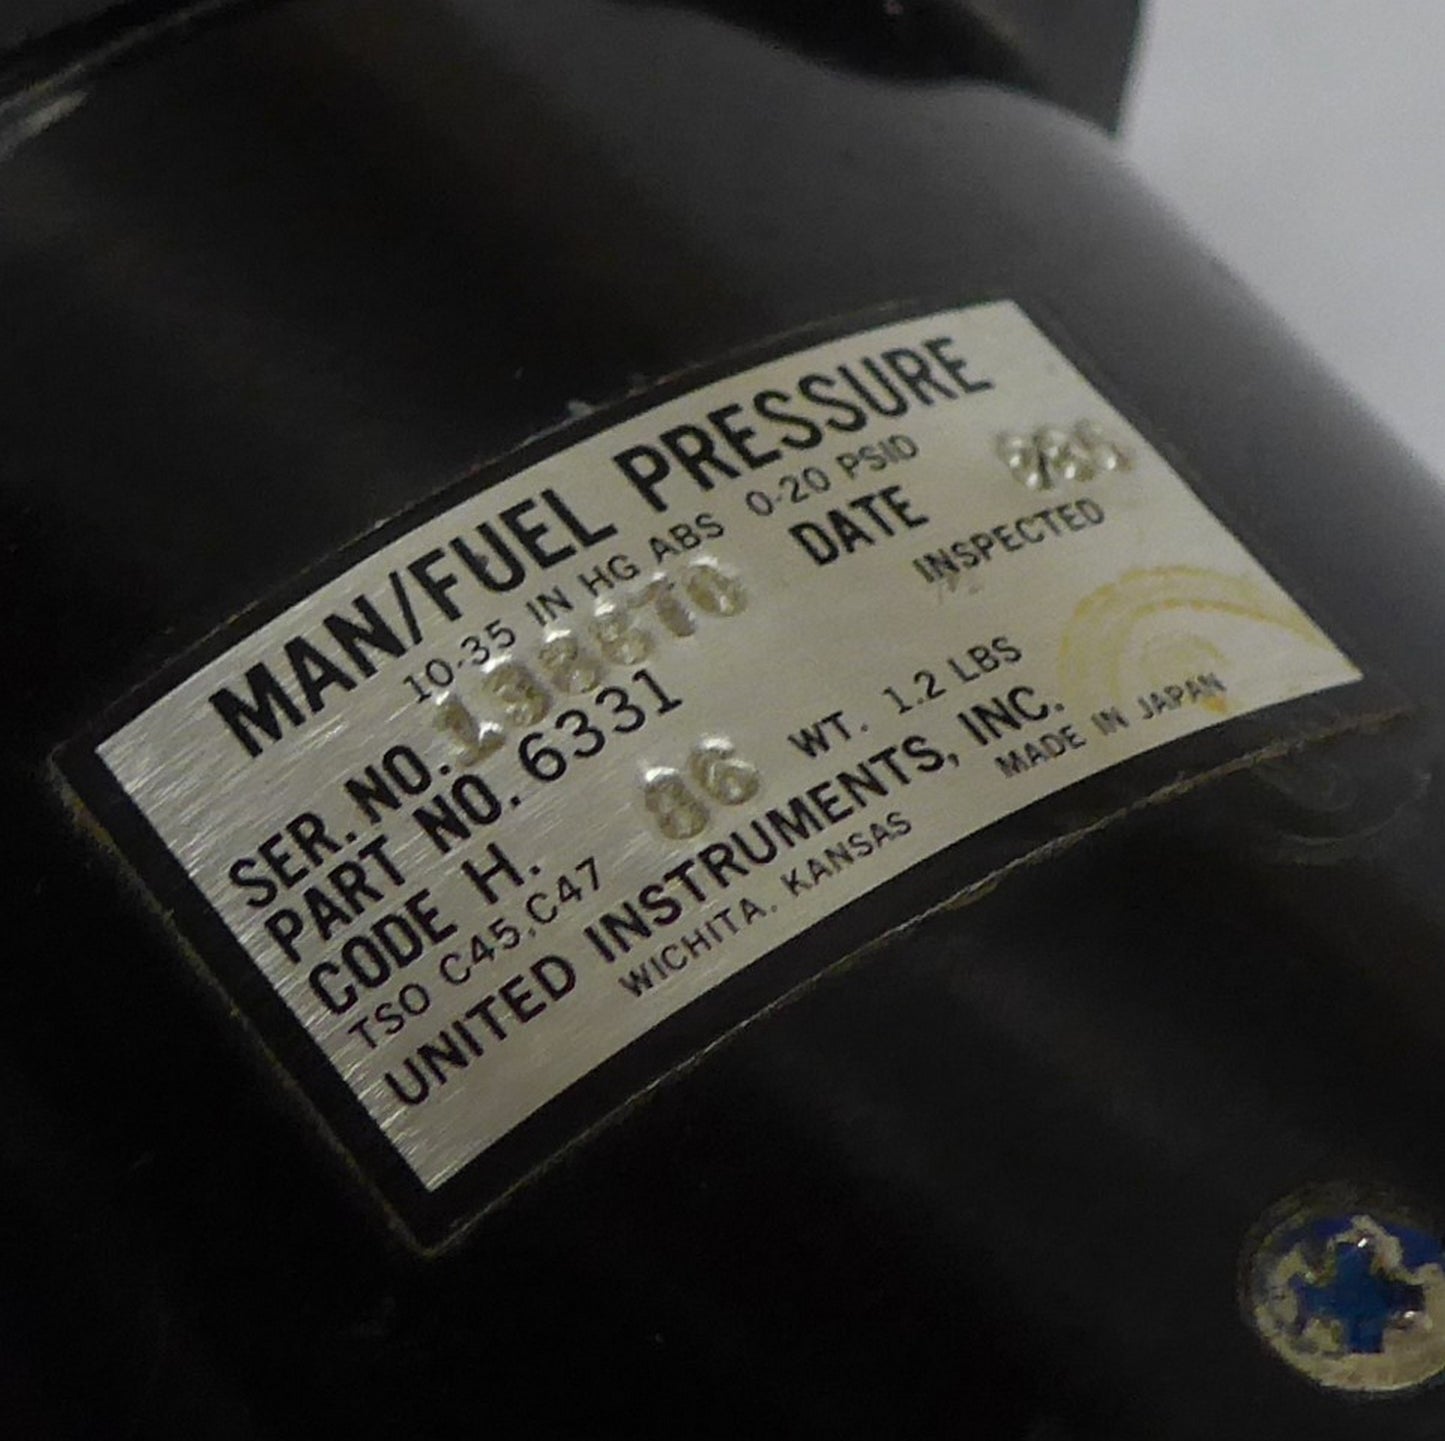 MAN/FUEL PRESSURE
10-35 IN HG ABS 0-20 PSID
SER. NO. DATE
PART NO. 6331 INSPECTED
CODE H. WT. 1.2 LBS
TSO C45, C47
UNITED INSTRUMENTS, INC.
WICHITA, KANSAS MADE IN JAPAN